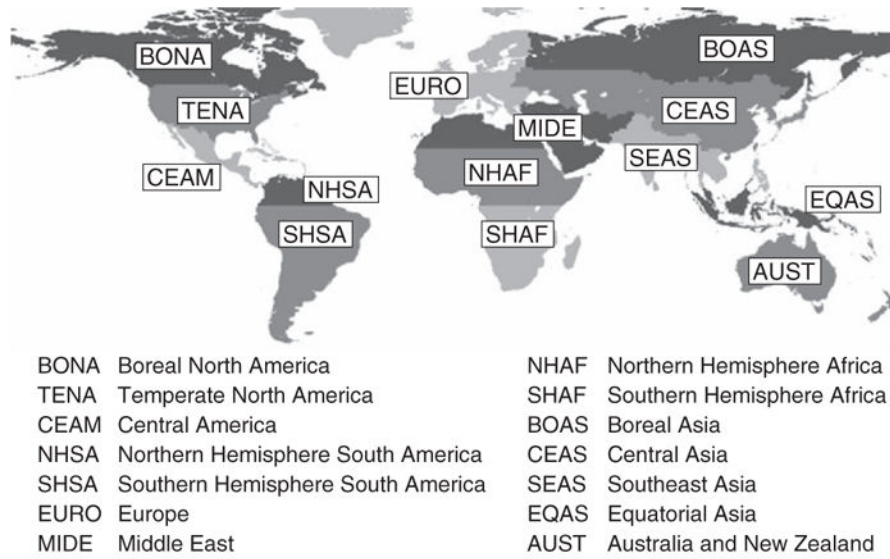 BONA
BOAS
EURO
TENA
CEAS
MIDE
SEAS
CEAM
NHAF
NHSA
EQAS
SHSA
SHAF
AUST
BONA Boreal North America
TENA Temperate North America
CEAM Central America
NHSA Northern Hemisphere South America
SHSA Southern Hemisphere South America
EURO Europe
MIDE Middle East
NHAF Northern Hemisphere Africa
SHAF Southern Hemisphere Africa
BOAS Boreal Asia
CEAS Central Asia
SEAS Southeast Asia
EQAS Equatorial Asia
AUST Australia and New Zealand